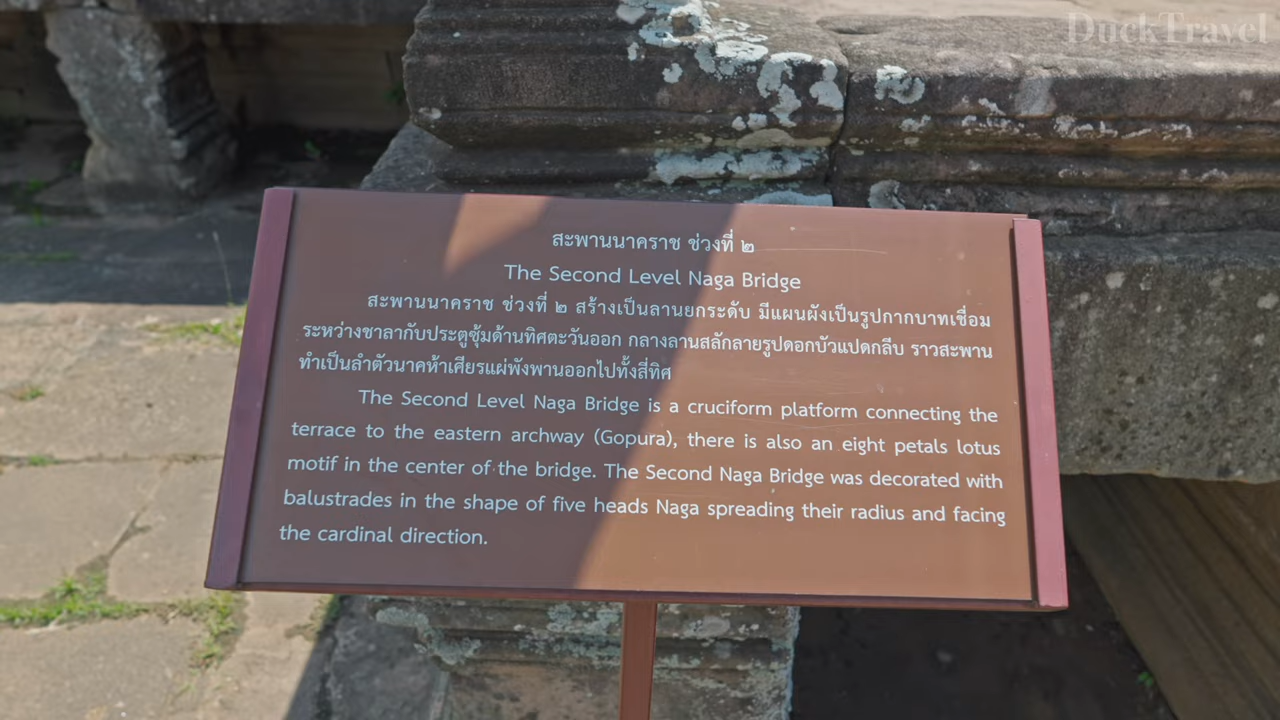 DuckTravel
สะพานนาคราช ช่วงที่ ๒
The Second Level Naga Bridge
สะพานนาคราช ช่วงที่ ๒ สร้างเป็นลานยกระดับ มีแผนผังเป็นรูปกากบาทเชื่อม
ระหว่างชาลากับประตูซุ้มด้านทิศตะวันออก กลางลานสลักลายรูปดอกบัวแปดกลีบ ราวสะพาน
ทำเป็นลำตัวนาคห้าเศียรแผ่พังพานออกไปทั้งสี่ทิศ
The Second Level Naga Bridge is a cruciform platform connecting the
terrace to the eastern archway (Gopura), there is also an eight petals lotus
motif in the center of the bridge. The Second Naga Bridge was decorated with
balustrades in the shape of five heads Naga spreading their radius and facing
the cardinal direction.